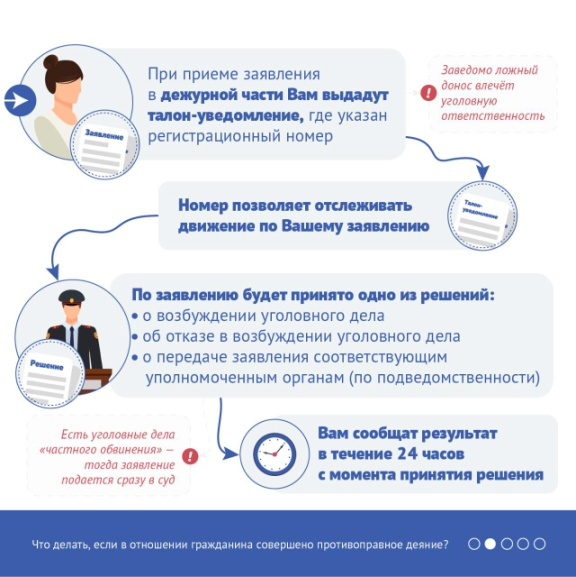 При приеме заявления
в дежурной части Вам выдадут
талон-уведомление, где указан
регистрационный номер
Заявление
Заведомо ложный
донос влечёт
уголовную
ответственность
Номер позволяет отслеживать
движение по Вашему заявлению
Талон-
уведомление
По заявлению будет принято одно из решений:
• о возбуждении уголовного дела
• об отказе в возбуждении уголовного дела
• о передаче заявления соответствующим
уполномоченным органам (по подведомственности)
Решение
Есть уголовные дела
«частного обвинения» —
тогда заявление
подается сразу в суд
Вам сообщат результат
в течение 24 часов
с момента принятия решения
Что делать, если в отношении гражданина совершено противоправное деяние?